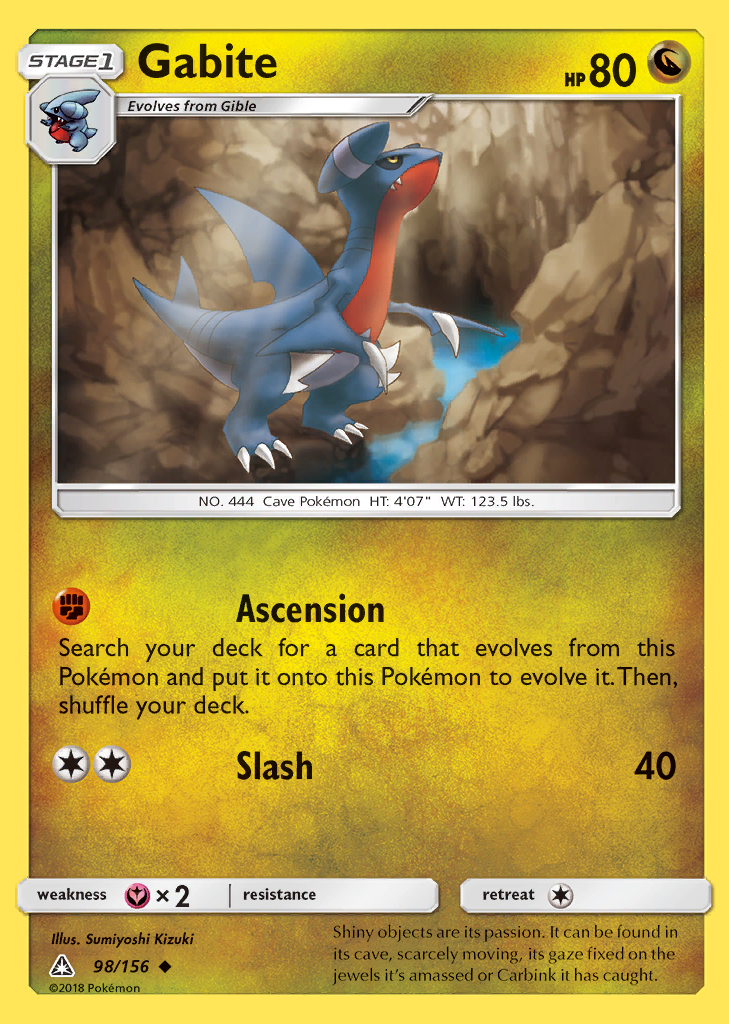 STAGE1
Gabite
HP 80
Evolves from Gible
NO. 444 Cave Pokémon HT: 4'07" WT: 123.5 lbs.
Ascension
Search your deck for a card that evolves from this
Pokémon and put it onto this Pokémon to evolve it. Then,
shuffle your deck.
Slash 40
weakness × 2 resistance retreat
Illus. Sumiyoshi Kizuki
98/156
©2018 Pokémon
Shiny objects are its passion. It can be found in
its cave, scarcely moving, its gaze fixed on the
jewels it's amassed or Carbink it has caught.